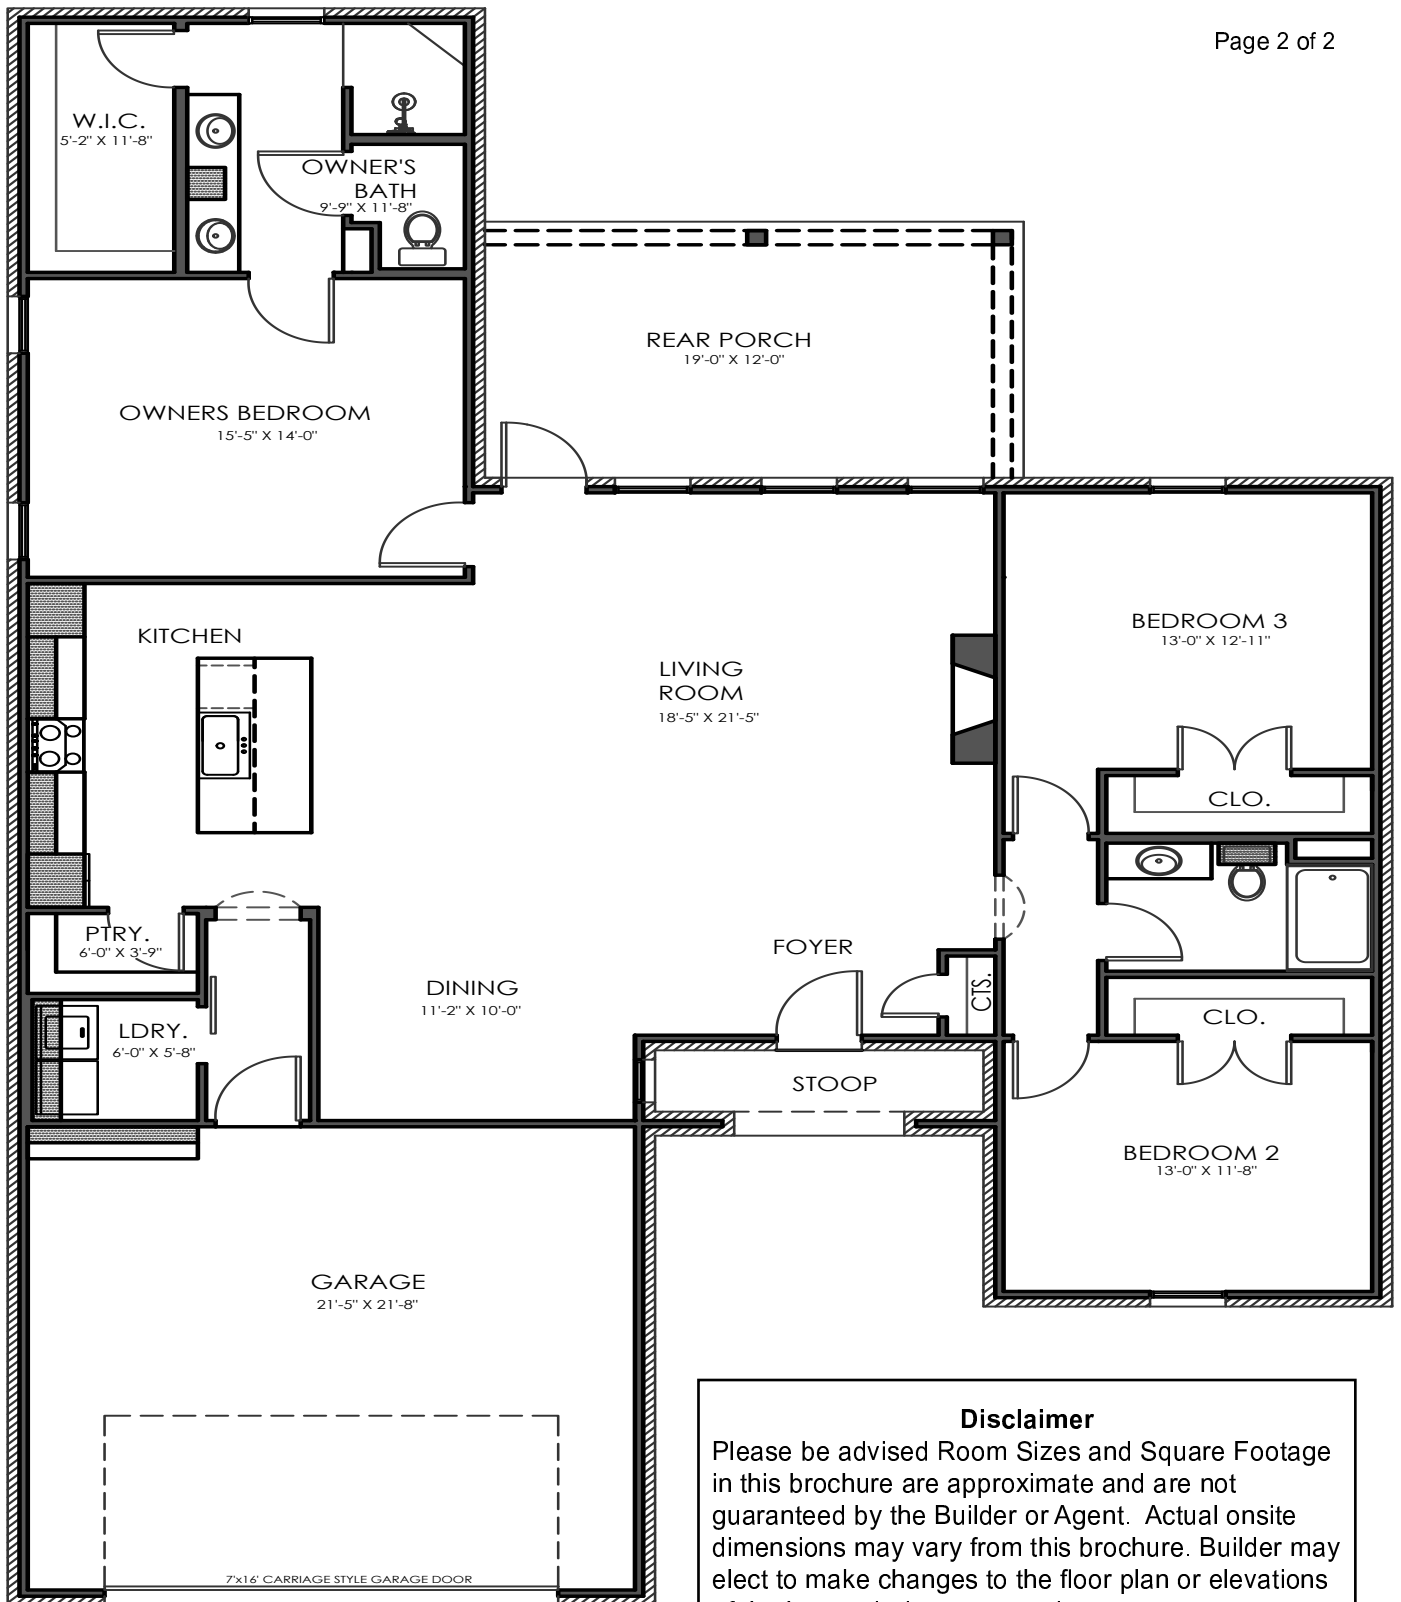 Page 2 of 2
W.I.C.
5'-2" X 11'-8"
OWNER'S
BATH
9'-9" X 11'-8"
REAR PORCH
19'-0" X 12'-0"
OWNERS BEDROOM
15'-5" X 14'-0"
KITCHEN
LIVING
ROOM
18'-5" X 21'-5"
BEDROOM 3
13'-0" X 12'-11"
CLO.
PTRY.
6'-0" X 3'-9"
FOYER
DINING
11'-2" X 10'-0"
CTS.
LDRY.
6'-0" X 5'-8"
CLO.
STOOP
BEDROOM 2
13'-0" X 11'-8"
GARAGE
21'-5" X 21'-8"
7'x16' CARRIAGE STYLE GARAGE DOOR
Disclaimer
Please be advised Room Sizes and Square Footage
in this brochure are approximate and are not
guaranteed by the Builder or Agent.  Actual onsite
dimensions may vary from this brochure. Builder may
elect to make changes to the floor plan or elevations